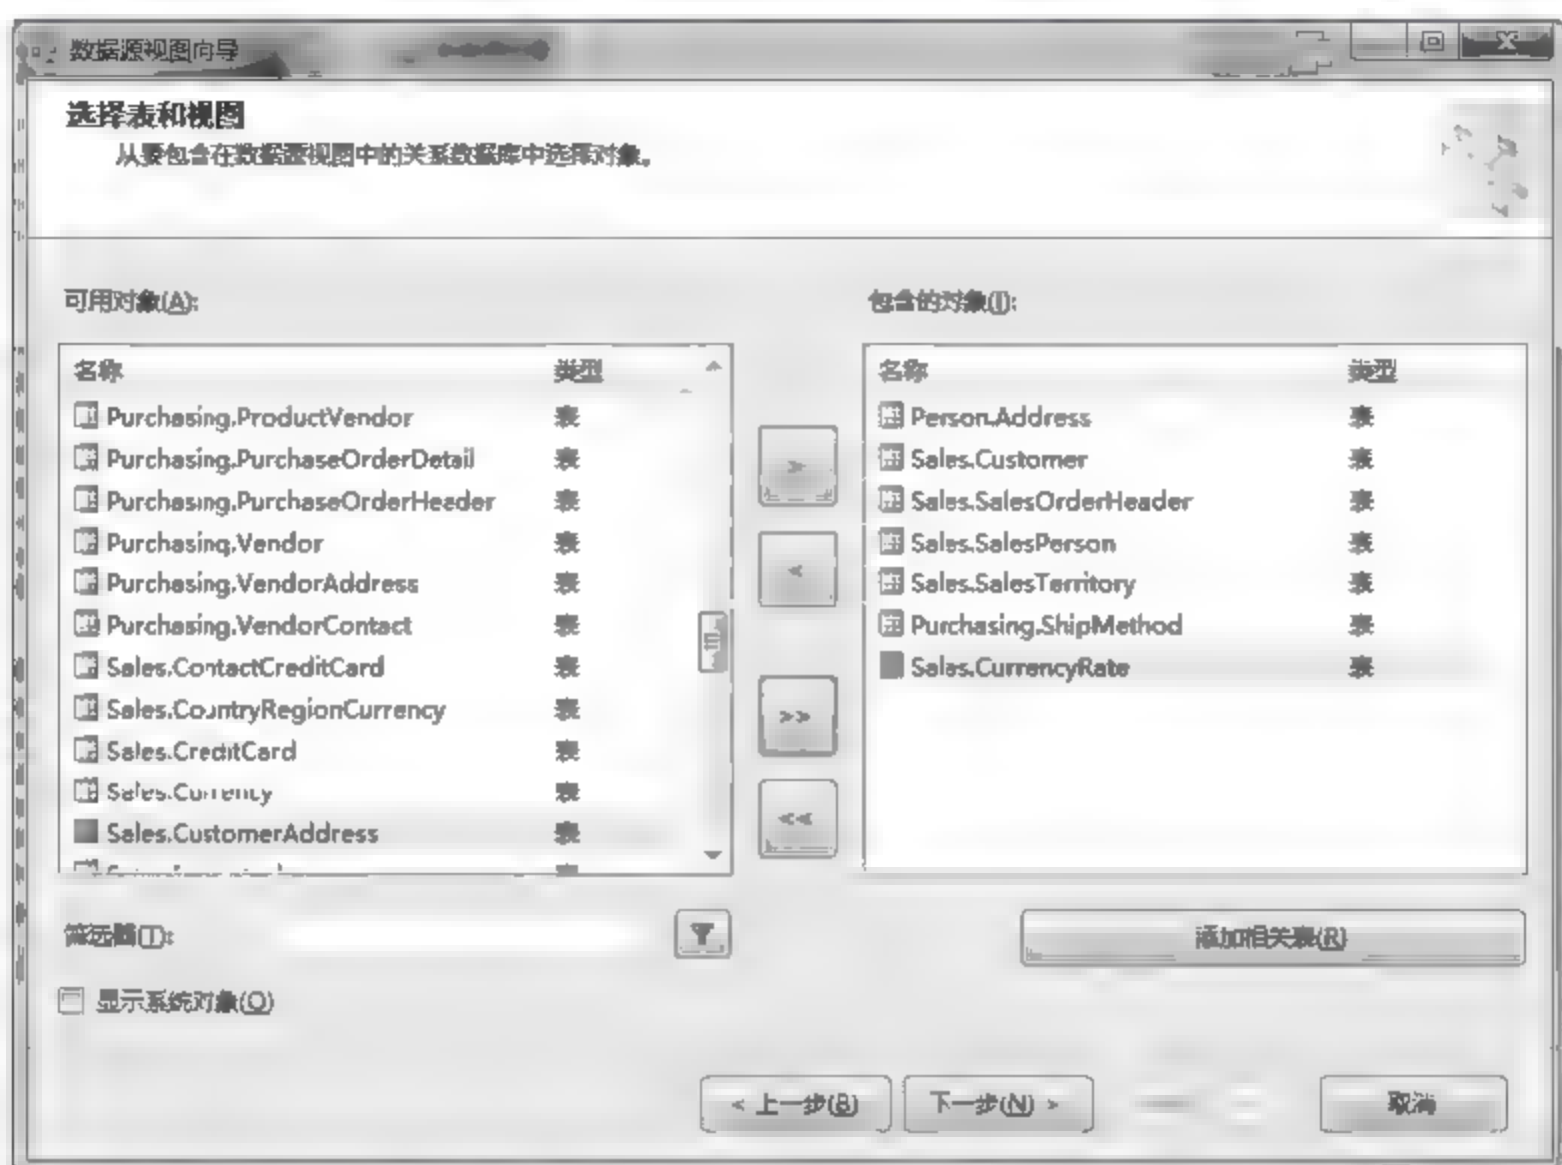 数据源视图向导
选择表和视图
从要包含在数据源视图中的关系数据库中选择对象。
可用对象(A):
名称 类型
Purchasing.ProductVendor 表
Purchasing.PurchaseOrderDetail 表
Purchasing.PurchaseOrderHeader 表
Purchasing.Vendor 表
Purchasing.VendorAddress 表
Purchasing.VendorContact 表
Sales.ContactCreditCard 表
Sales.CountryRegionCurrency 表
Sales.CreditCard 表
Sales.Currency 表
Sales.CustomerAddress 表
>
<
>>
<<
包含的对象(I):
名称 类型
Person.Address 表
Sales.Customer 表
Sales.SalesOrderHeader 表
Sales.SalesPerson 表
Sales.SalesTerritory 表
Purchasing.ShipMethod 表
Sales.CurrencyRate 表
筛选器(T):
添加相关表(R)
显示系统对象(O)
< 上一步(B)
下一步(N) >
取消